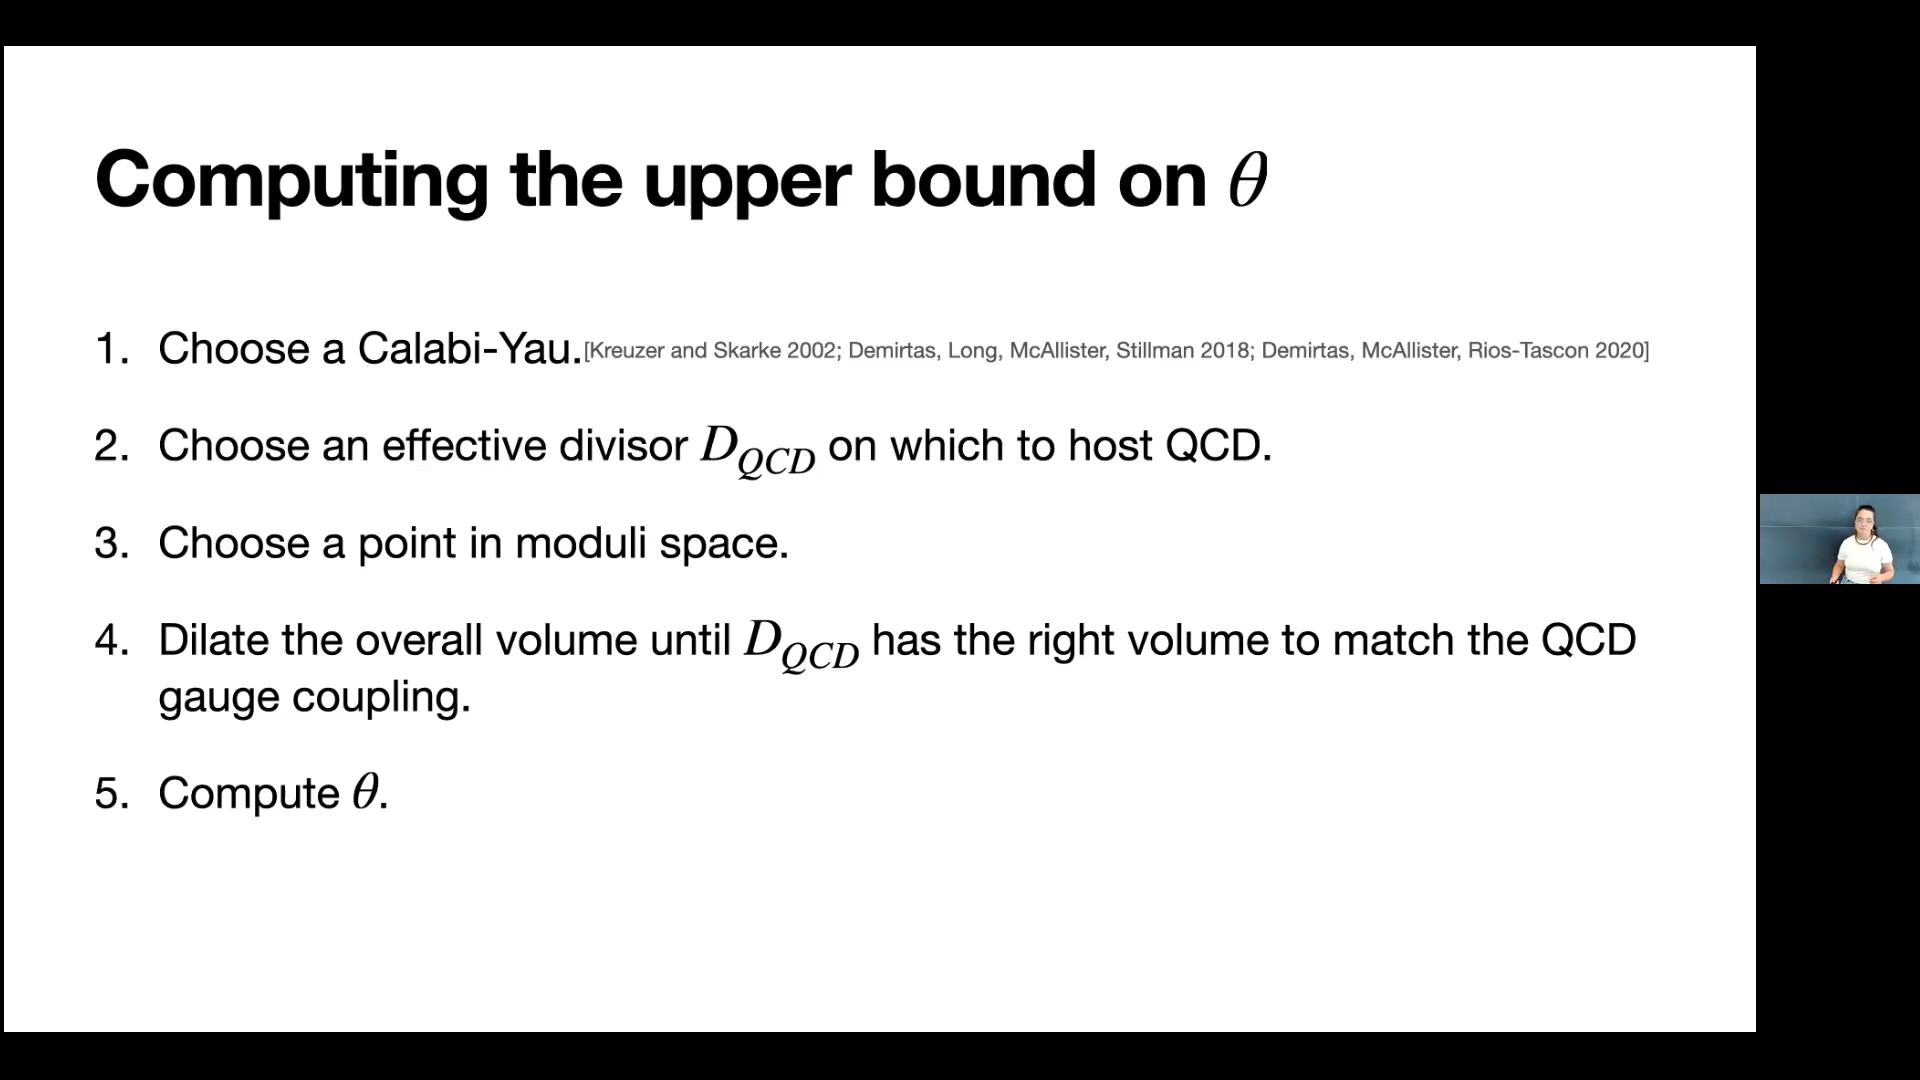 Computing the upper bound on θ
1. Choose a Calabi-Yau.[Kreuzer and Skarke 2002; Demirtas, Long, McAllister, Stillman 2018; Demirtas, McAllister, Rios-Tascon 2020]
2. Choose an effective divisor D_QCD on which to host QCD.
3. Choose a point in moduli space.
4. Dilate the overall volume until D_QCD has the right volume to match the QCD
gauge coupling.
5. Compute θ.